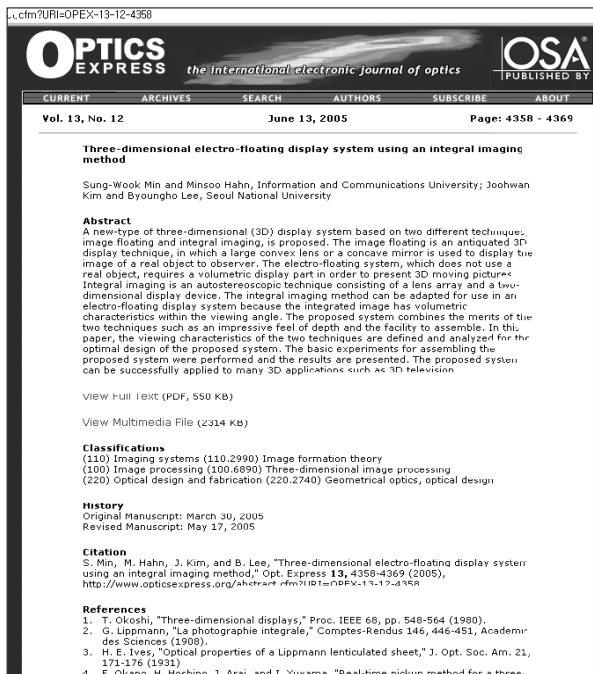 .cfm?URI=OPEX-13-12-4358
OPTICS EXPRESS
the international electronic journal of optics
OSA®
PUBLISHED BY
CURRENT ARCHIVES SEARCH AUTHORS SUBSCRIBE ABOUT
Vol. 13, No. 12 June 13, 2005 Page: 4358 - 4369
Three-dimensional electro-floating display system using an integral imaging
method
Sung-Wook Min and Minsoo Hahn, Information and Communications University; Joohwan
Kim and Byoungho Lee, Seoul National University
Abstract
A new-type of three-dimensional (3D) display system based on two different techniques,
image floating and integral imaging, is proposed. The image floating is an antiquated 3D
display technique, in which a large convex lens or a concave mirror is used to display the
image of a real object to observer. The electro-floating system, which does not use a
real object, requires a volumetric display part in order to present 3D moving pictures
Integral imaging is an autostereoscopic technique consisting of a lens array and a two-
dimensional display device. The integral imaging method can be adapted for use in an
electro-floating display system because the integrated image has volumetric
characteristics within the viewing angle. The proposed system combines the merits of the
two techniques such as an impressive feel of depth and the facility to assemble. In this
paper, the viewing characteristics of the two techniques are defined and analyzed for the
optimal design of the proposed system. The basic experiments for assembling the
proposed system were performed and the results are presented. The proposed system
can be successfully applied to many 3D applications such as 3D television
View Full Text (PDF, 550 KB)
View Multimedia File (2314 KB)
Classifications
(110) Imaging systems (110.2990) Image formation theory
(100) Image processing (100.6890) Three-dimensional image processing
(220) Optical design and fabrication (220.2740) Geometrical optics, optical design
History
Original Manuscript: March 30, 2005
Revised Manuscript: May 17, 2005
Citation
S. Min, M. Hahn, J. Kim, and B. Lee, "Three-dimensional electro-floating display system
using an integral imaging method," Opt. Express 13, 4358-4369 (2005),
http://www.opticsexpress.org/abstract.cfm?URI=OPEX-13-12-4358
References
1. T. Okoshi, "Three-dimensional displays," Proc. IEEE 68, pp. 548-564 (1980).
2. G. Lippmann, "La photographie integrale," Comptes-Rendus 146, 446-451, Academie
des Sciences (1908).
3. H. E. Ives, "Optical properties of a Lippmann lenticulated sheet," J. Opt. Soc. Am. 21,
171-176 (1931)
4. F. Okano, H. Hoshino, J. Arai, and I. Yuyama, "Real-time pickup method for a three-